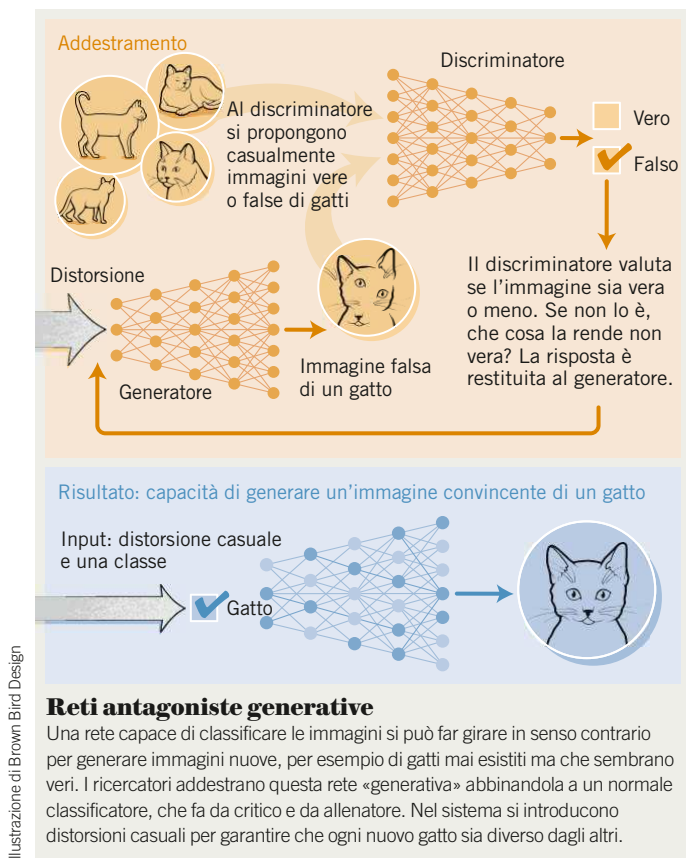 Addestramento
Discriminatore
Al discriminatore
si propongono
casualmente
immagini vere
o false di gatti
Vero
Falso
Distorsione
Generatore
Immagine falsa
di un gatto
Il discriminatore valuta
se l’immagine sia vera
o meno. Se non lo è,
che cosa la rende non
vera? La risposta è
restituita al generatore.
Risultato: capacità di generare un’immagine convincente di un gatto
Input: distorsione casuale
e una classe
Gatto
Illustrazione di Brown Bird Design
Reti antagoniste generative
Una rete capace di classificare le immagini si può far girare in senso contrario
per generare immagini nuove, per esempio di gatti mai esistiti ma che sembrano
veri. I ricercatori addestrano questa rete «generativa» abbinandola a un normale
classificatore, che fa da critico e da allenatore. Nel sistema si introducono
distorsioni casuali per garantire che ogni nuovo gatto sia diverso dagli altri.